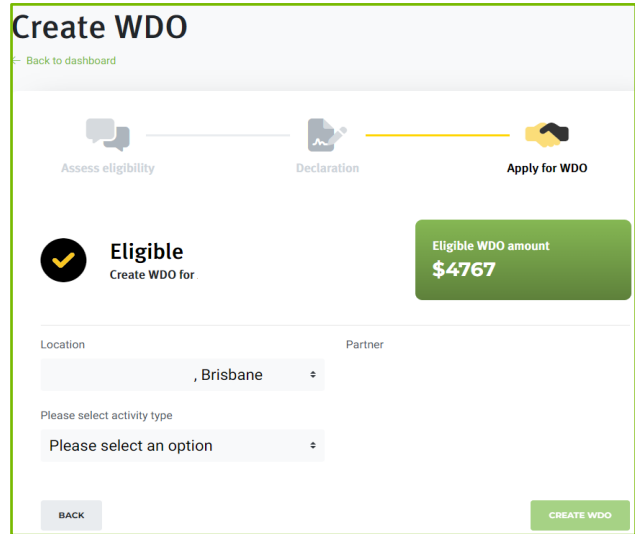 Create WDO
← Back to dashboard
Assess eligibility
Declaration
Apply for WDO
Eligible
Create WDO for
Eligible WDO amount
$4767
Location
Partner
, Brisbane
Please select activity type
Please select an option
BACK
CREATE WDO